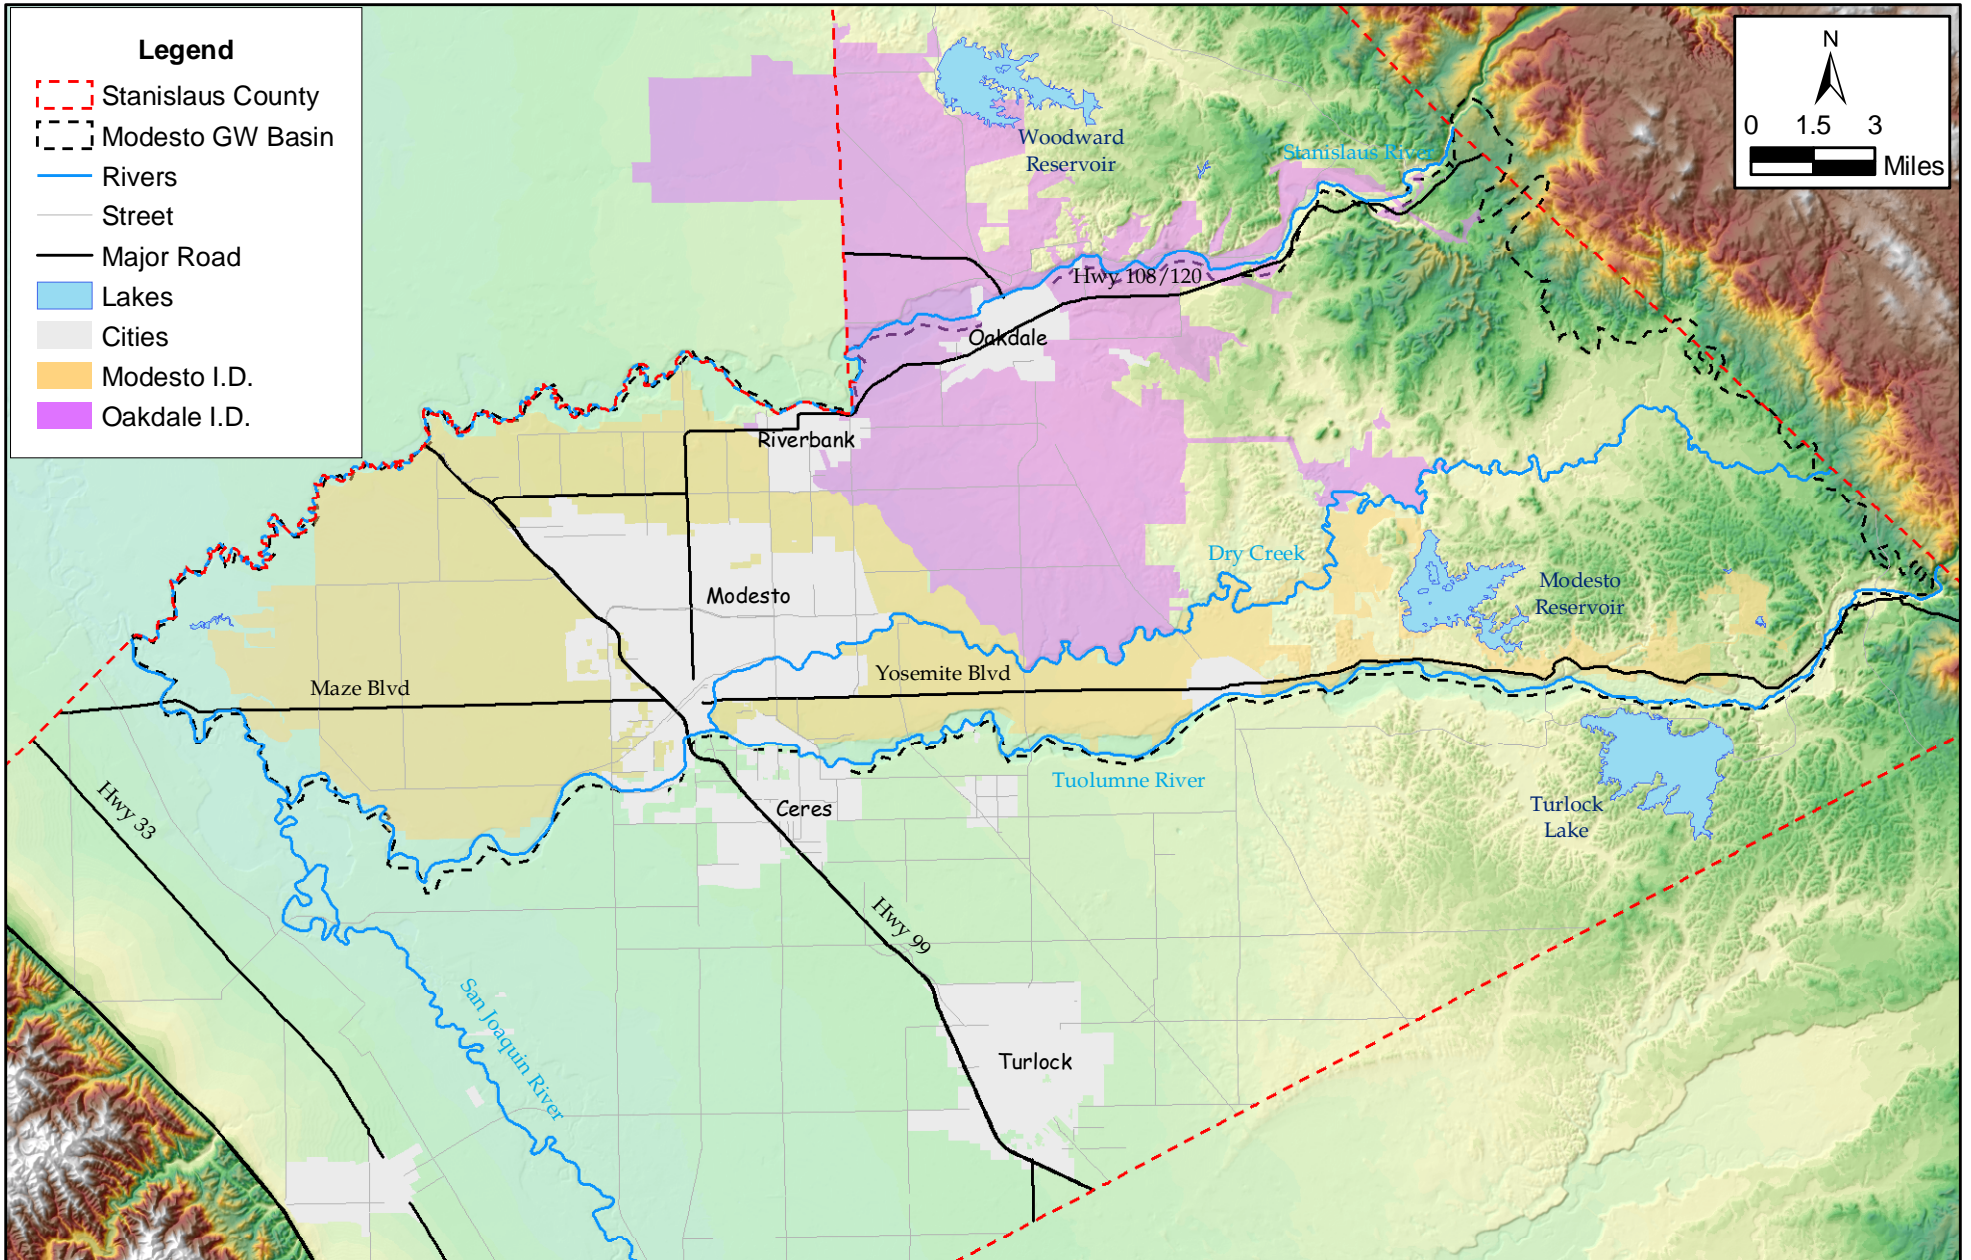 Legend
Stanislaus County
Modesto GW Basin
Rivers
Street
Major Road
Lakes
Cities
Modesto I.D.
Oakdale I.D.
N
0 1.5 3
Miles
Woodward
Reservoir
Stanislaus River
Hwy 108/120
Oakdale
Riverbank
Dry Creek
Modesto
Reservoir
Modesto
Maze Blvd
Yosemite Blvd
Tuolumne River
Turlock
Lake
Hwy 33
Ceres
Hwy 99
San Joaquin River
Turlock